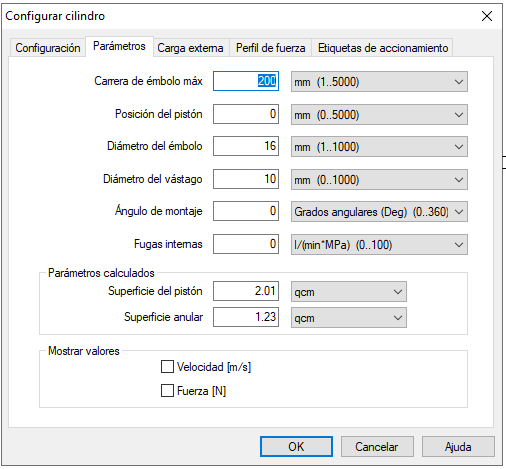 Configurar cilindro
Configuración Parámetros Carga externa Perfil de fuerza Etiquetas de accionamiento
Carrera de émbolo máx 200 mm (1..5000)
Posición del pistón 0 mm (0..5000)
Diámetro del émbolo 16 mm (1..1000)
Diámetro del vástago 10 mm (0..1000)
Ángulo de montaje 0 Grados angulares (Deg) (0..360)
Fugas internas 0 l/(min*MPa) (0..100)
Parámetros calculados
Superficie del pistón 2.01 qcm
Superficie anular 1.23 qcm
Mostrar valores
Velocidad [m/s]
Fuerza [N]
OK Cancelar Ayuda